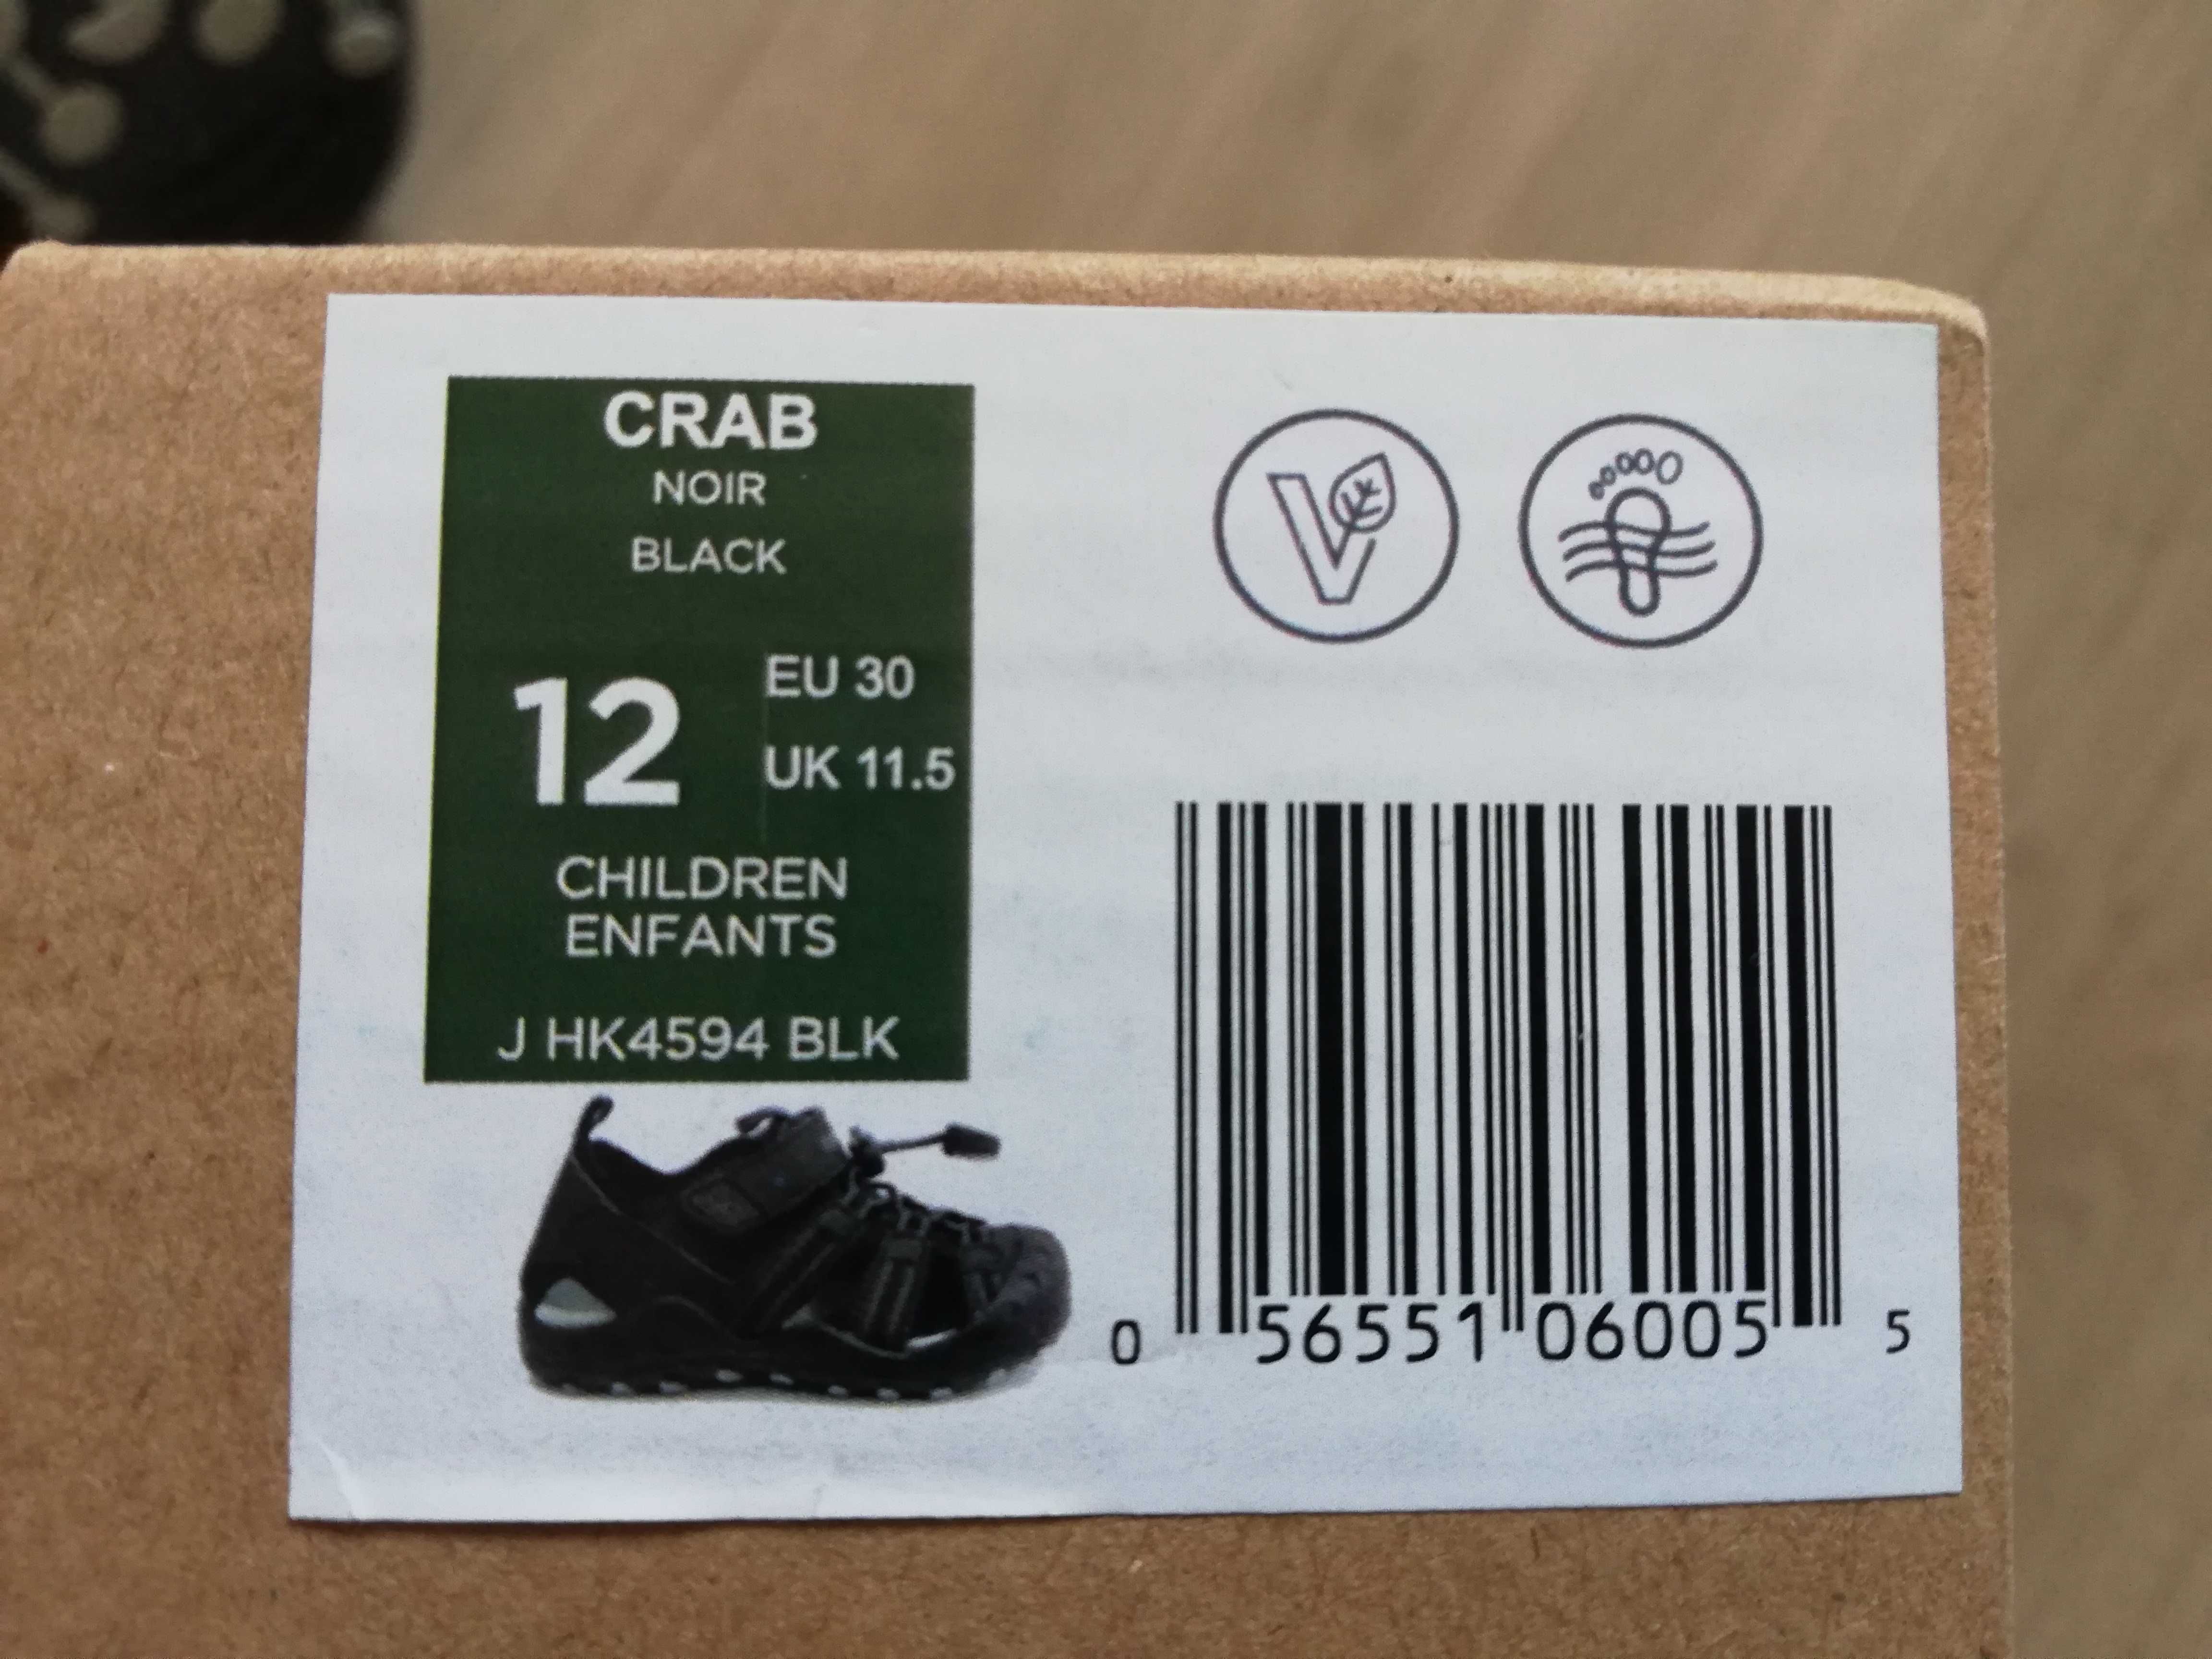 CRAB
NOIR
BLACK
12
EU 30
UK 11.5
CHILDREN
ENFANTS
J HK4594 BLK
0 56551 06005 5